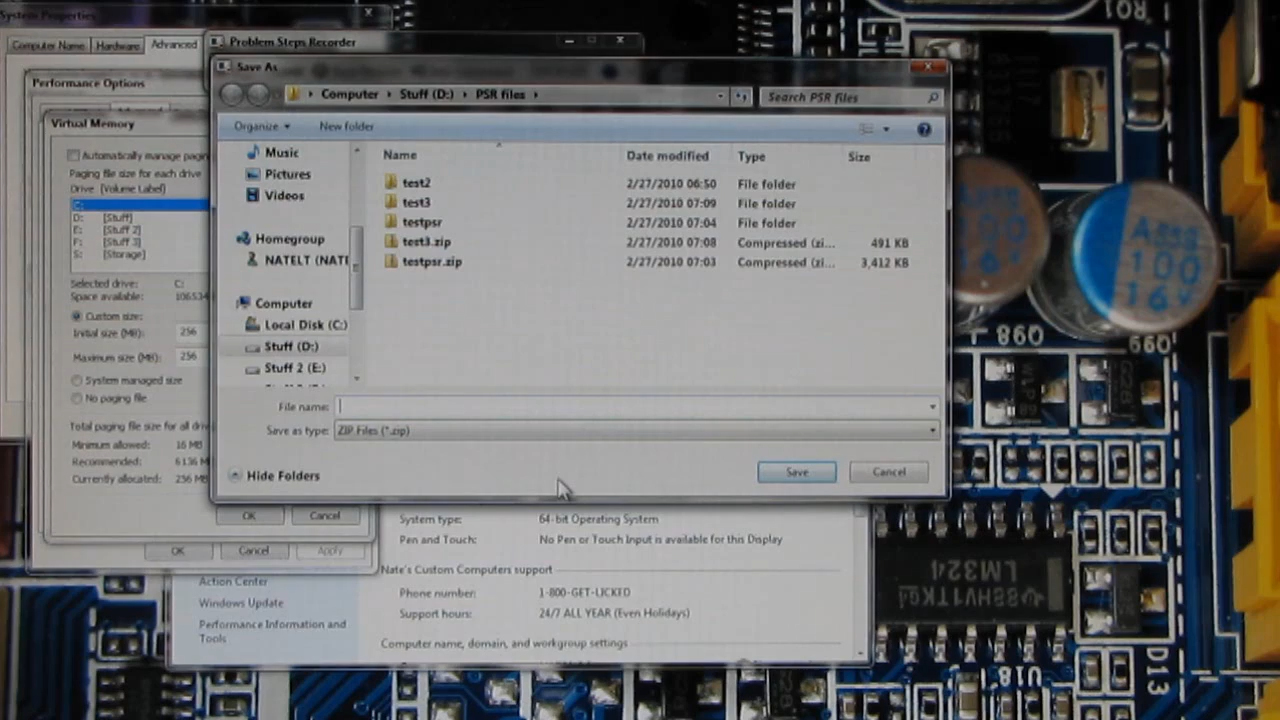 System Properties
Computer Name
Hardware
Advanced
Performance Options
Advanced
Virtual Memory
Automatically manage pagin
Paging file size for each drive
Drive [Volume Label]
C:
D: [Stuff]
E: [Stuff 2]
F: [Stuff 3]
S: [Storage]
Selected drive: C:
Space available: 106534
Custom size:
Initial size (MB): 256
Maximum size (MB): 256
System managed size
No paging file
Total paging file size for all driv
Minimum allowed: 16 MB
Recommended: 6136 M
Currently allocated: 256 M
OK Cancel
OK Cancel Apply
Problem Steps Recorder
Save As
Computer Stuff (D:) PSR files
Search PSR files
Organize New folder
Music
Pictures
Videos
Homegroup
NATELT (NATE
Computer
Local Disk (C:)
Stuff (D:)
Stuff 2 (E:)
Name Date modified Type Size
test2 2/27/2010 06:50 File folder
test3 2/27/2010 07:09 File folder
testpsr 2/27/2010 07:04 File folder
test3.zip 2/27/2010 07:08 Compressed (zi... 491 KB
testpsr.zip 2/27/2010 07:03 Compressed (zi... 3,412 KB
File name:
Save as type: ZIP Files (*.zip)
Hide Folders
Save Cancel
System type: 64-bit Operating System
Pen and Touch: No Pen or Touch Input is available for this Display
Nate's Custom Computers support
Phone number: 1-800-GET-LICKED
Support hours: 24/7 ALL YEAR (Even Holidays)
Computer name, domain, and workgroup settings
Action Center
Windows Update
Performance Information and
Tools
100
16v
Q98
Q99
LM324
U18
D13